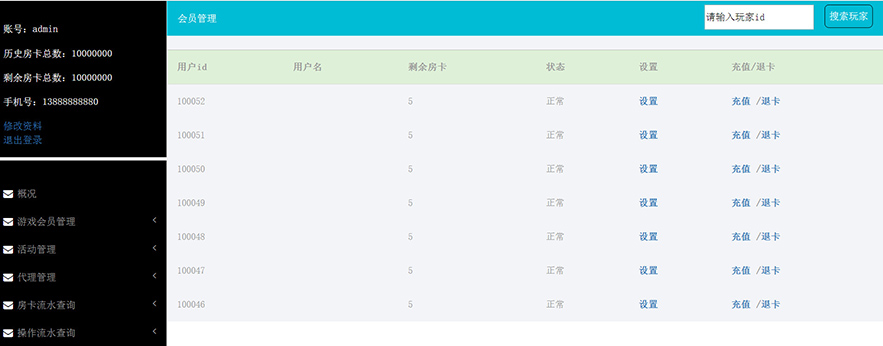 账号：admin
历史房卡总数：10000000
剩余房卡总数：10000000
手机号：13888888880
修改资料
退出登录
概况
游戏会员管理
活动管理
代理管理
房卡流水查询
操作流水查询
会员管理 请输入玩家id 搜索玩家
用户id 用户名 剩余房卡 状态 设置 充值/退卡
100052 5 正常 设置 充值 /退卡
100051 5 正常 设置 充值 /退卡
100050 5 正常 设置 充值 /退卡
100049 5 正常 设置 充值 /退卡
100048 5 正常 设置 充值 /退卡
100047 5 正常 设置 充值 /退卡
100046 5 正常 设置 充值 /退卡